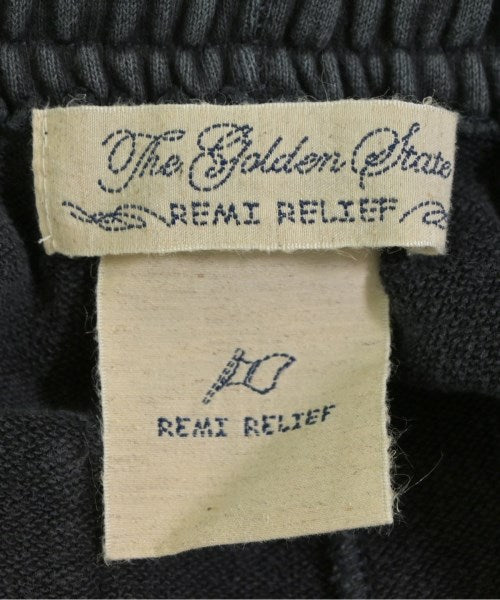 The Golden State
REMI RELIEF
REMI RELIEF